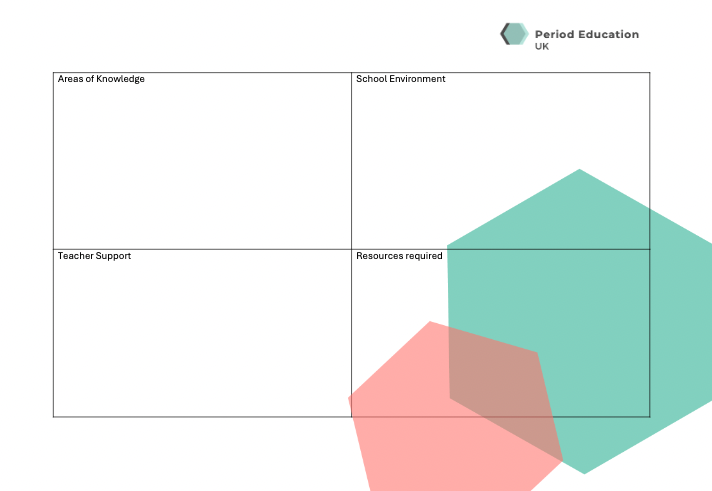 Period Education
UK
Areas of Knowledge
School Environment
Teacher Support
Resources required